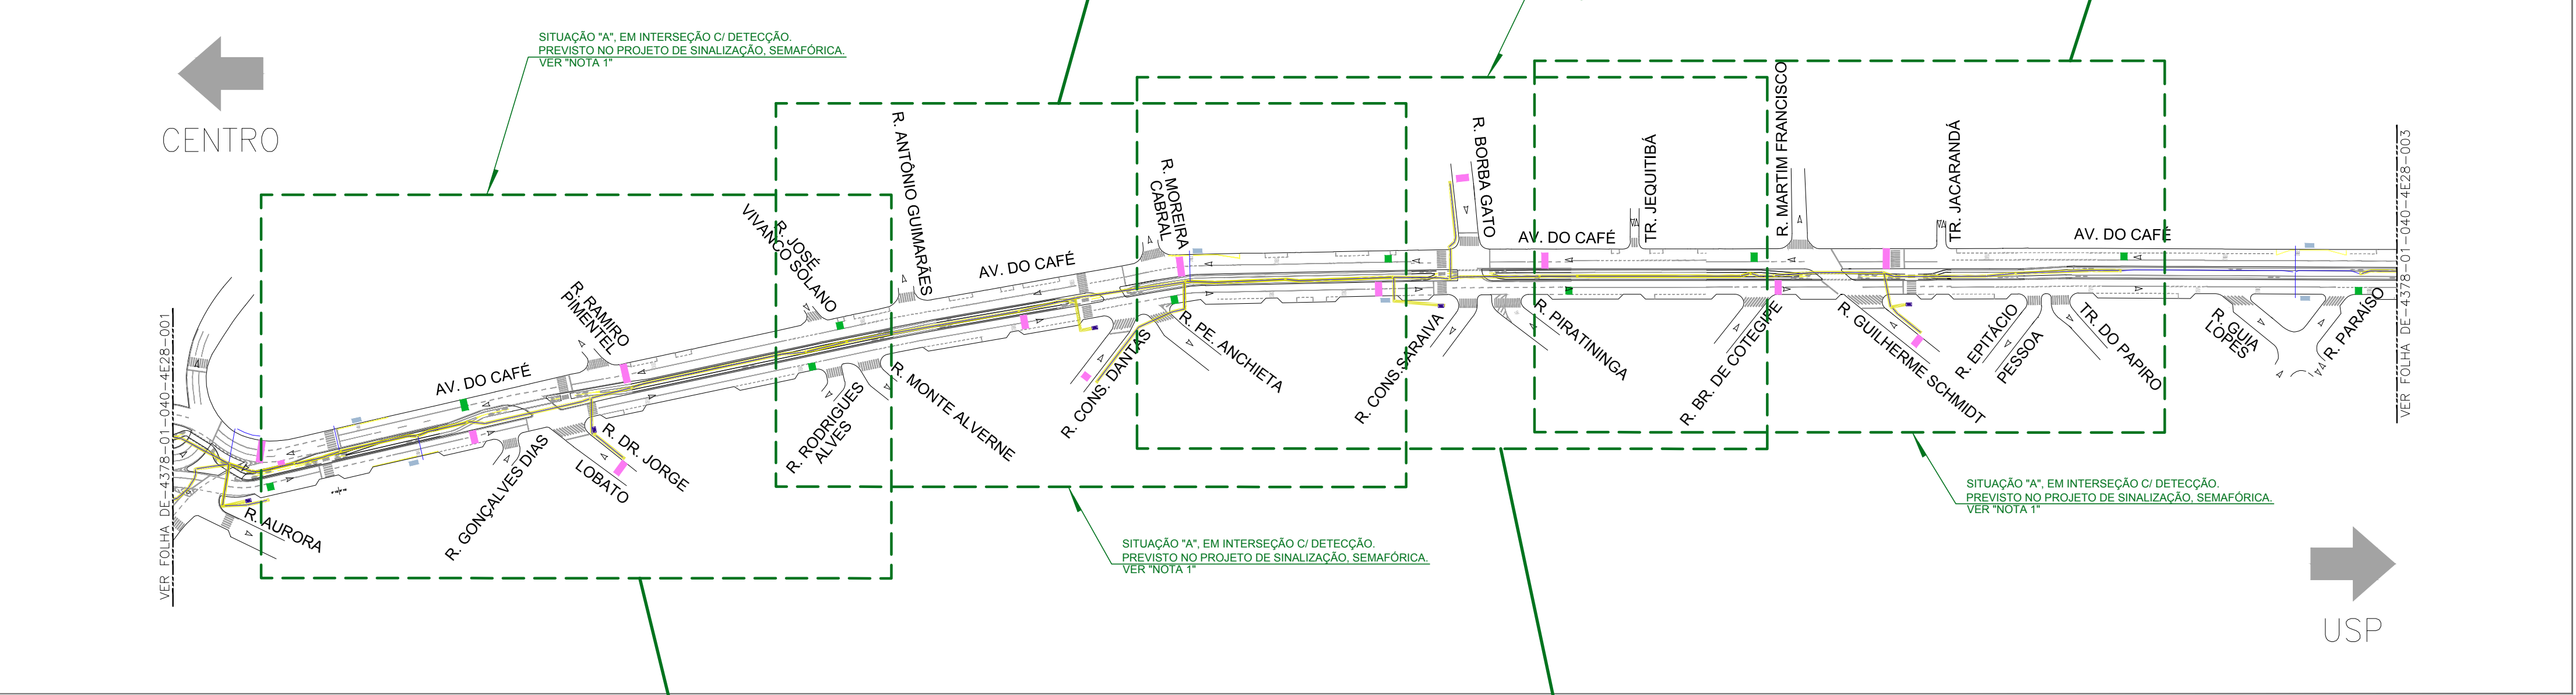 SITUAÇÃO "A", EM INTERSEÇÃO C/ DETECÇÃO.
PREVISTO NO PROJETO DE SINALIZAÇÃO, SEMAFÓRICA.
VER "NOTA 1"
CENTRO
VER FOLHA DE-4378-01-040-4E28-001
R. AURORA
AV. DO CAFÉ
R. RAMIRO
PIMENTEL
R. GONÇALVES DIAS
R. DR. JORGE
LOBATO
R. JOSÉ
VIVANCO SOLANO
R. ANTÔNIO GUIMARÃES
R. RODRIGUES
ALVES
R. MONTE ALVERNE
AV. DO CAFÉ
R. MOREIRA
CABRAL
R. CONS. DANTAS
R. PE. ANCHIETA
SITUAÇÃO "A", EM INTERSEÇÃO C/ DETECÇÃO.
PREVISTO NO PROJETO DE SINALIZAÇÃO, SEMAFÓRICA.
VER "NOTA 1"
R. BORBA GATO
R. CONS.SARAIVA
AV. DO CAFÉ
R. PIRATININGA
TR. JEQUITIBÁ
R. MARTIM FRANCISCO
R. BR. DE COTEGIPE
R. GUILHERME SCHMIDT
TR. JACARANDÁ
R. EPITÁCIO
PESSOA
AV. DO CAFÉ
TR. DO PAPIRO
R. GUIA
LOPES
R. PARAÍSO
VER FOLHA DE-4378-01-040-4E28-003
SITUAÇÃO "A", EM INTERSEÇÃO C/ DETECÇÃO.
PREVISTO NO PROJETO DE SINALIZAÇÃO, SEMAFÓRICA.
VER "NOTA 1"
USP